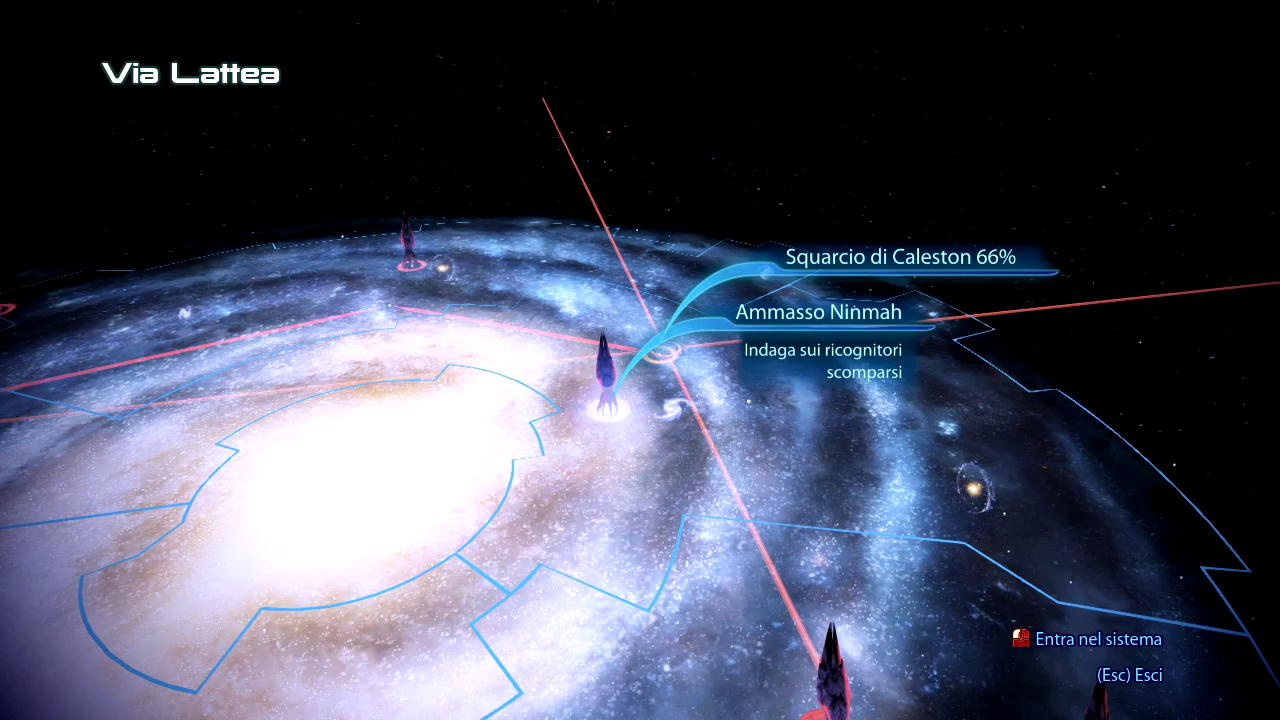 Via Lattea
Squarcio di Caleston 66%
Ammasso Ninmah
Indaga sui ricognitori
scomparsi
Entra nel sistema
(Esc) Esci